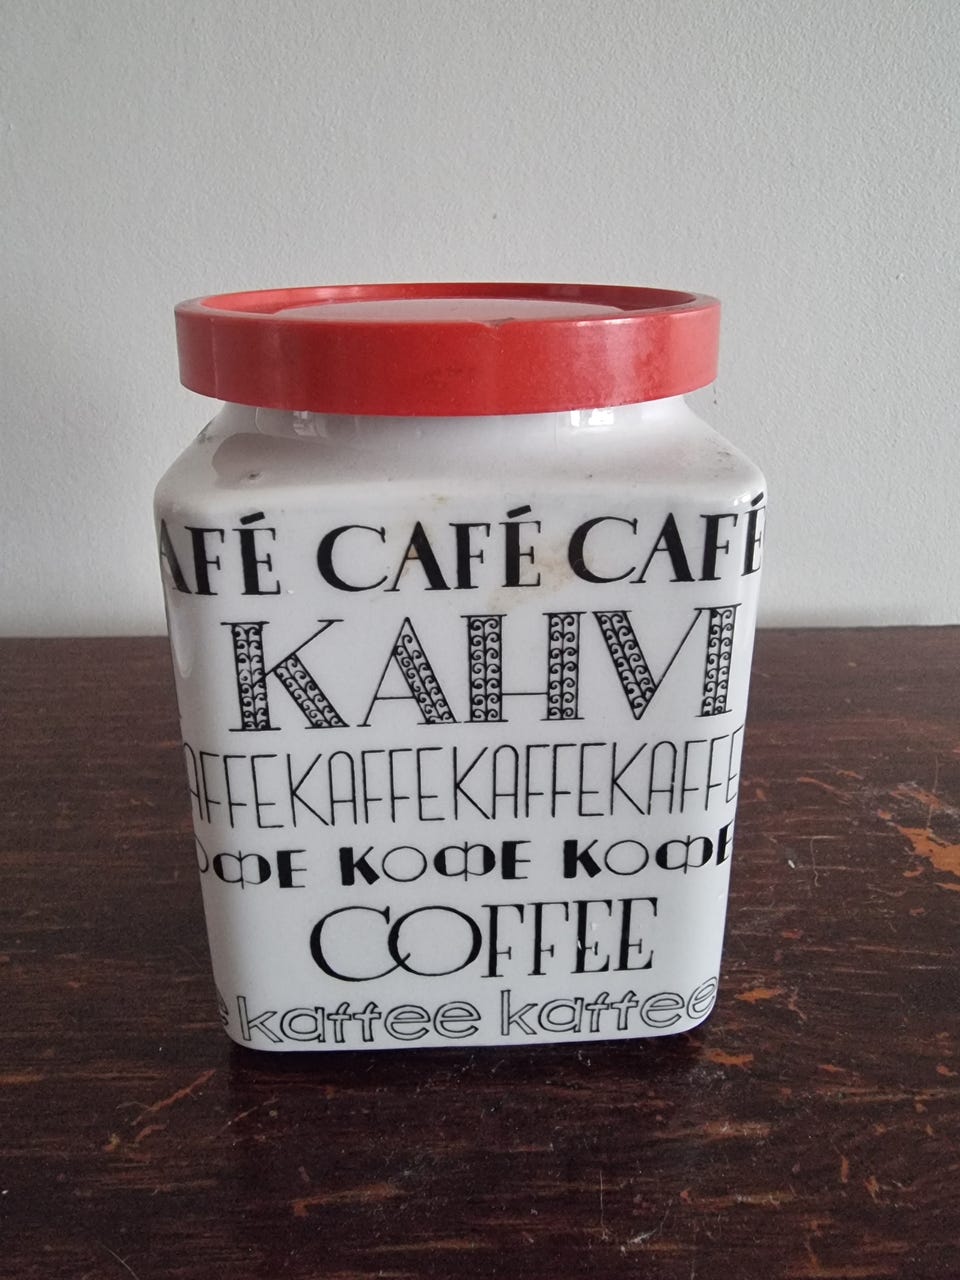 AFÉ CAFÉ CAFÉ
KAHVI
AFFEKAFFEKAFFEKAFFE
ОФЕ КОФЕ КОФЕ
COFFEE
e kaffee kaffee